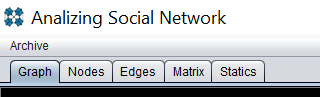 Analizing Social Network
Archive
Graph Nodes Edges Matrix Statics